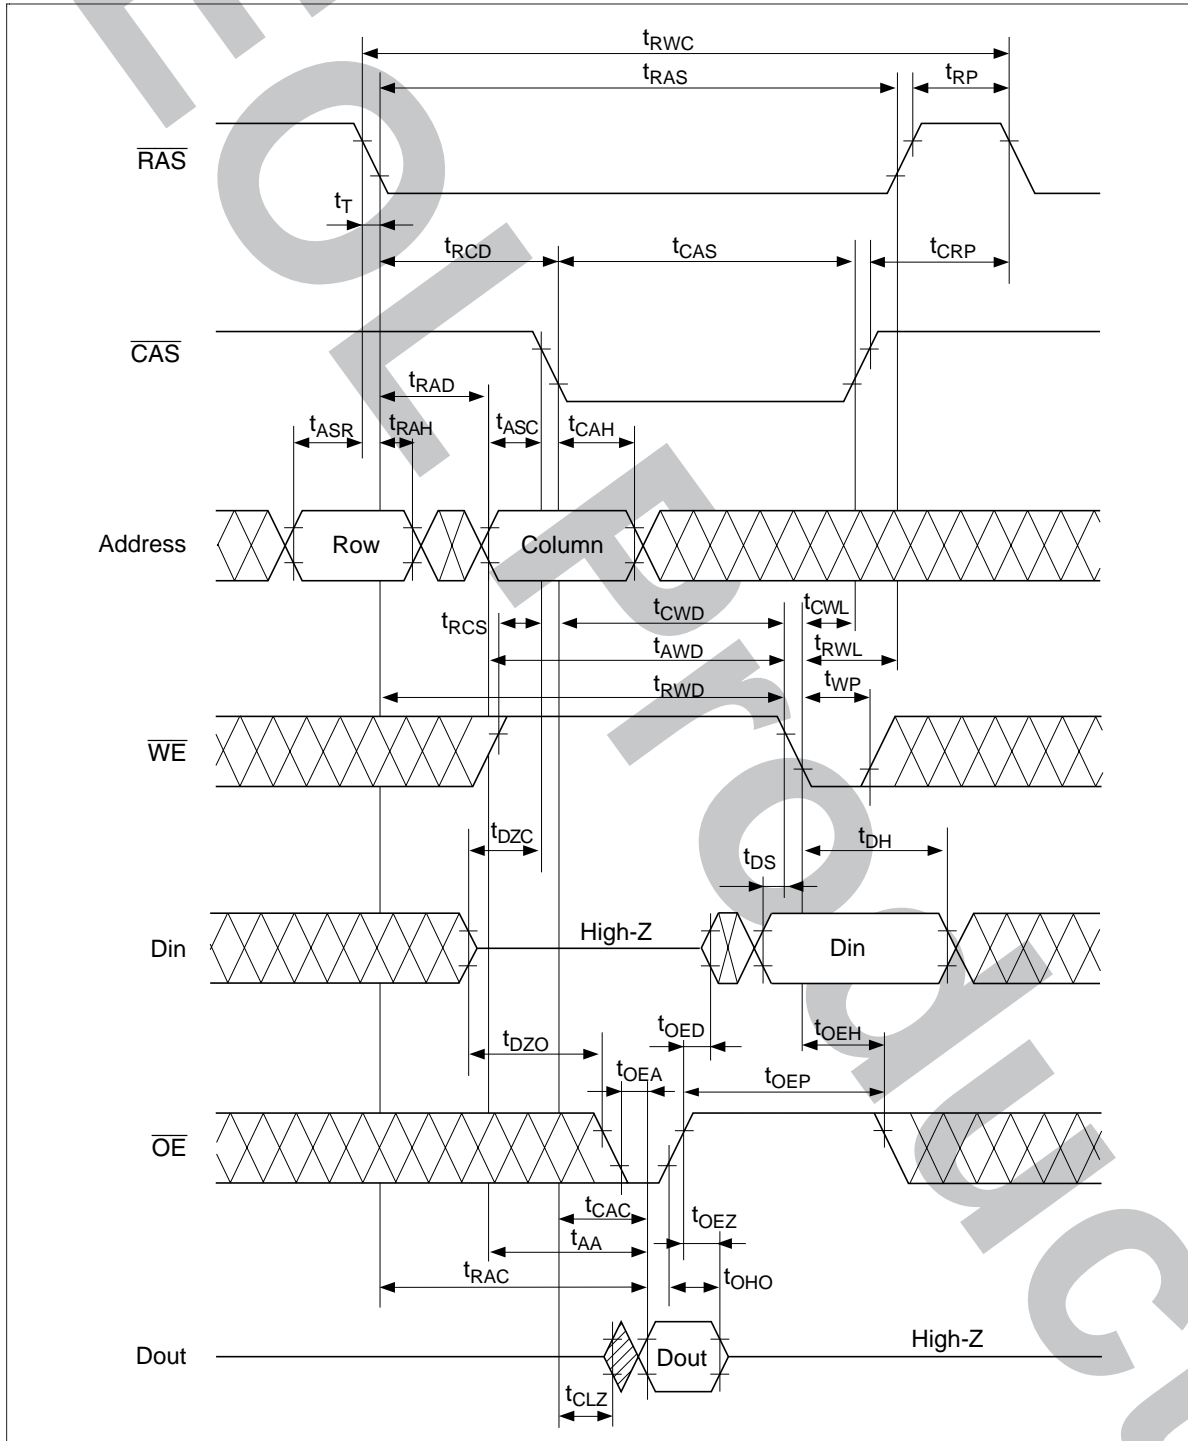 tRWC
tRAS
tRP
RAS
tT
tRCD
tCAS
tCRP
CAS
tRAD
tASR
tRAH
tASC
tCAH
Address
Row
Column
tRCS
tCWD
tCWL
tAWD
tRWL
tRWD
tWP
WE
tDZC
tDS
tDH
Din
High-Z
Din
tDZO
tOED
tOEH
tOEA
tOEP
OE
tCAC
tOEZ
tAA
tRAC
tOHO
Dout
Dout
High-Z
tCLZ
EOL Product